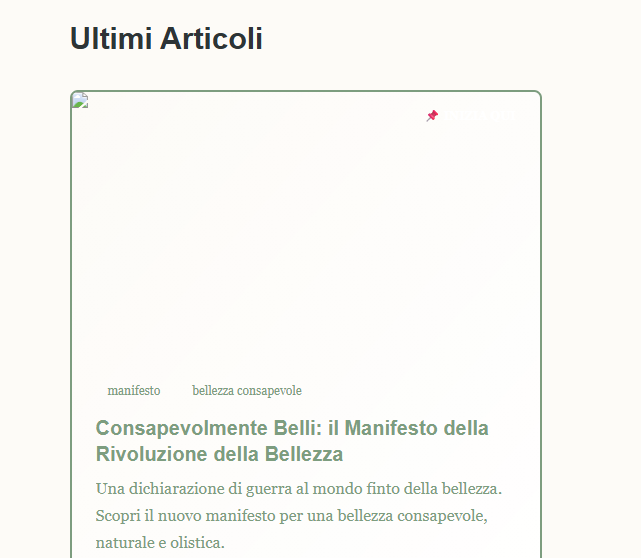 Ultimi Articoli
manifesto bellezza consapevole
Consapevolmente Belli: il Manifesto della
Rivoluzione della Bellezza
Una dichiarazione di guerra al mondo finto della bellezza.
Scopri il nuovo manifesto per una bellezza consapevole,
naturale e olistica.